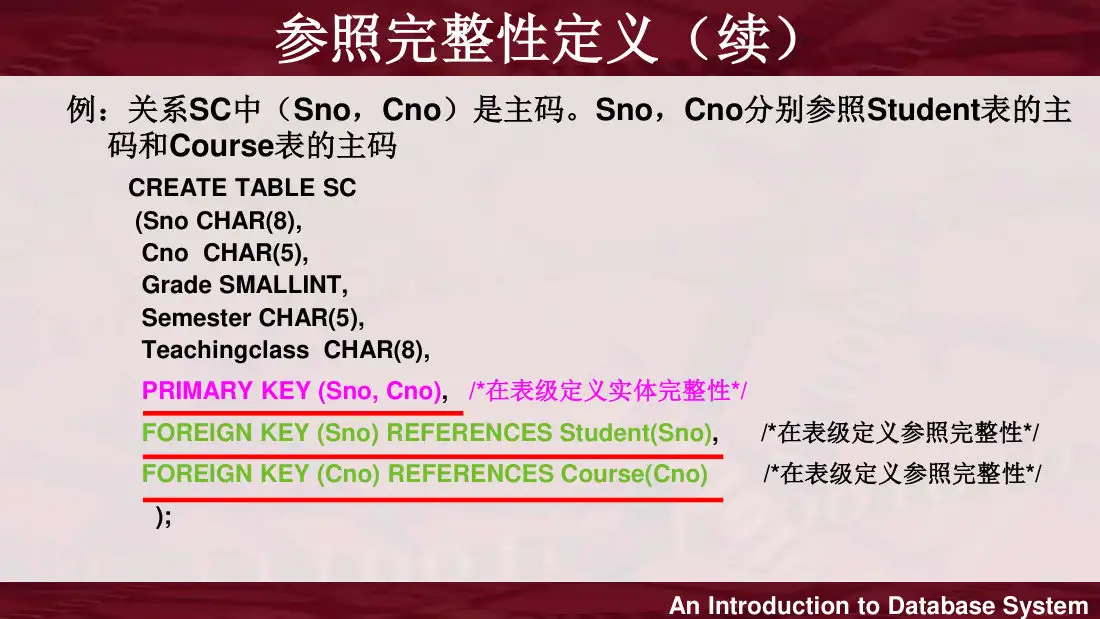 参照完整性定义（续）
例：关系SC中（Sno，Cno）是主码。Sno，Cno分别参照Student表的主
码和Course表的主码
CREATE TABLE SC
(Sno CHAR(8),
Cno  CHAR(5),
Grade SMALLINT,
Semester CHAR(5),
Teachingclass  CHAR(8),
PRIMARY KEY (Sno, Cno),  /*在表级定义实体完整性*/
FOREIGN KEY (Sno) REFERENCES Student(Sno),  /*在表级定义参照完整性*/
FOREIGN KEY (Cno) REFERENCES Course(Cno)  /*在表级定义参照完整性*/
);
An Introduction to Database System